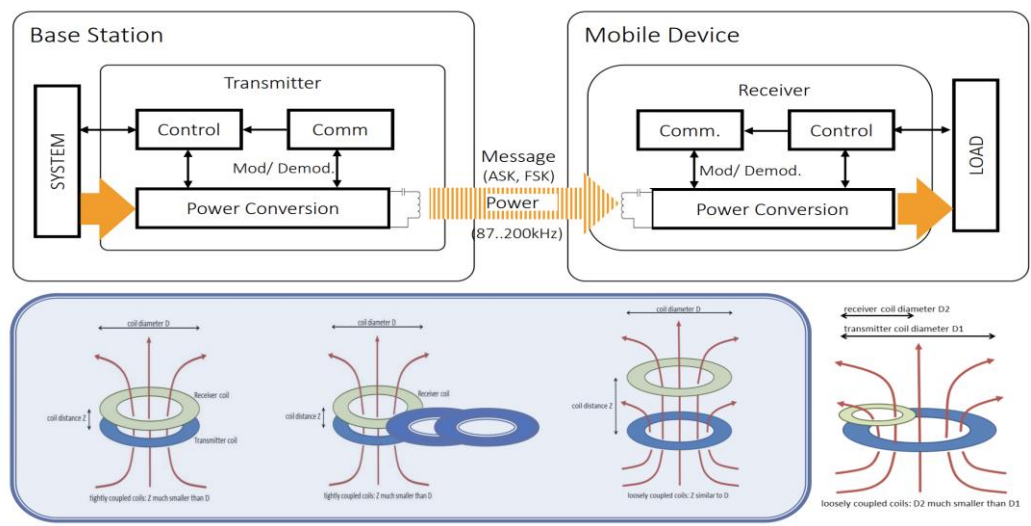 Base Station
Mobile Device
Transmitter
Receiver
SYSTEM
Control
Comm
Mod/ Demod.
Power Conversion
Message
(ASK, FSK)
Power
(87..200kHz)
Comm.
Control
Mod/ Demod.
Power Conversion
LOAD
coil diameter D
Receiver coil
coil distance Z
Transmitter coil
tightly coupled coils: Z much smaller than D
coil diameter D
Receiver coil
coil distance Z
tightly coupled coils: Z much smaller than D
coil diameter D
coil distance Z
loosely coupled coils: Z similar to D
receiver coil diameter D2
transmitter coil diameter D1
loosely coupled coils: D2 much smaller than D1